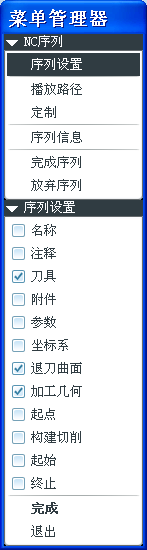 菜单管理器
NC序列
序列设置
播放路径
定制
序列信息
完成序列
放弃序列
序列设置
名称
注释
刀具
附件
参数
坐标系
退刀曲面
加工几何
起点
构建切削
起始
终止
完成
退出